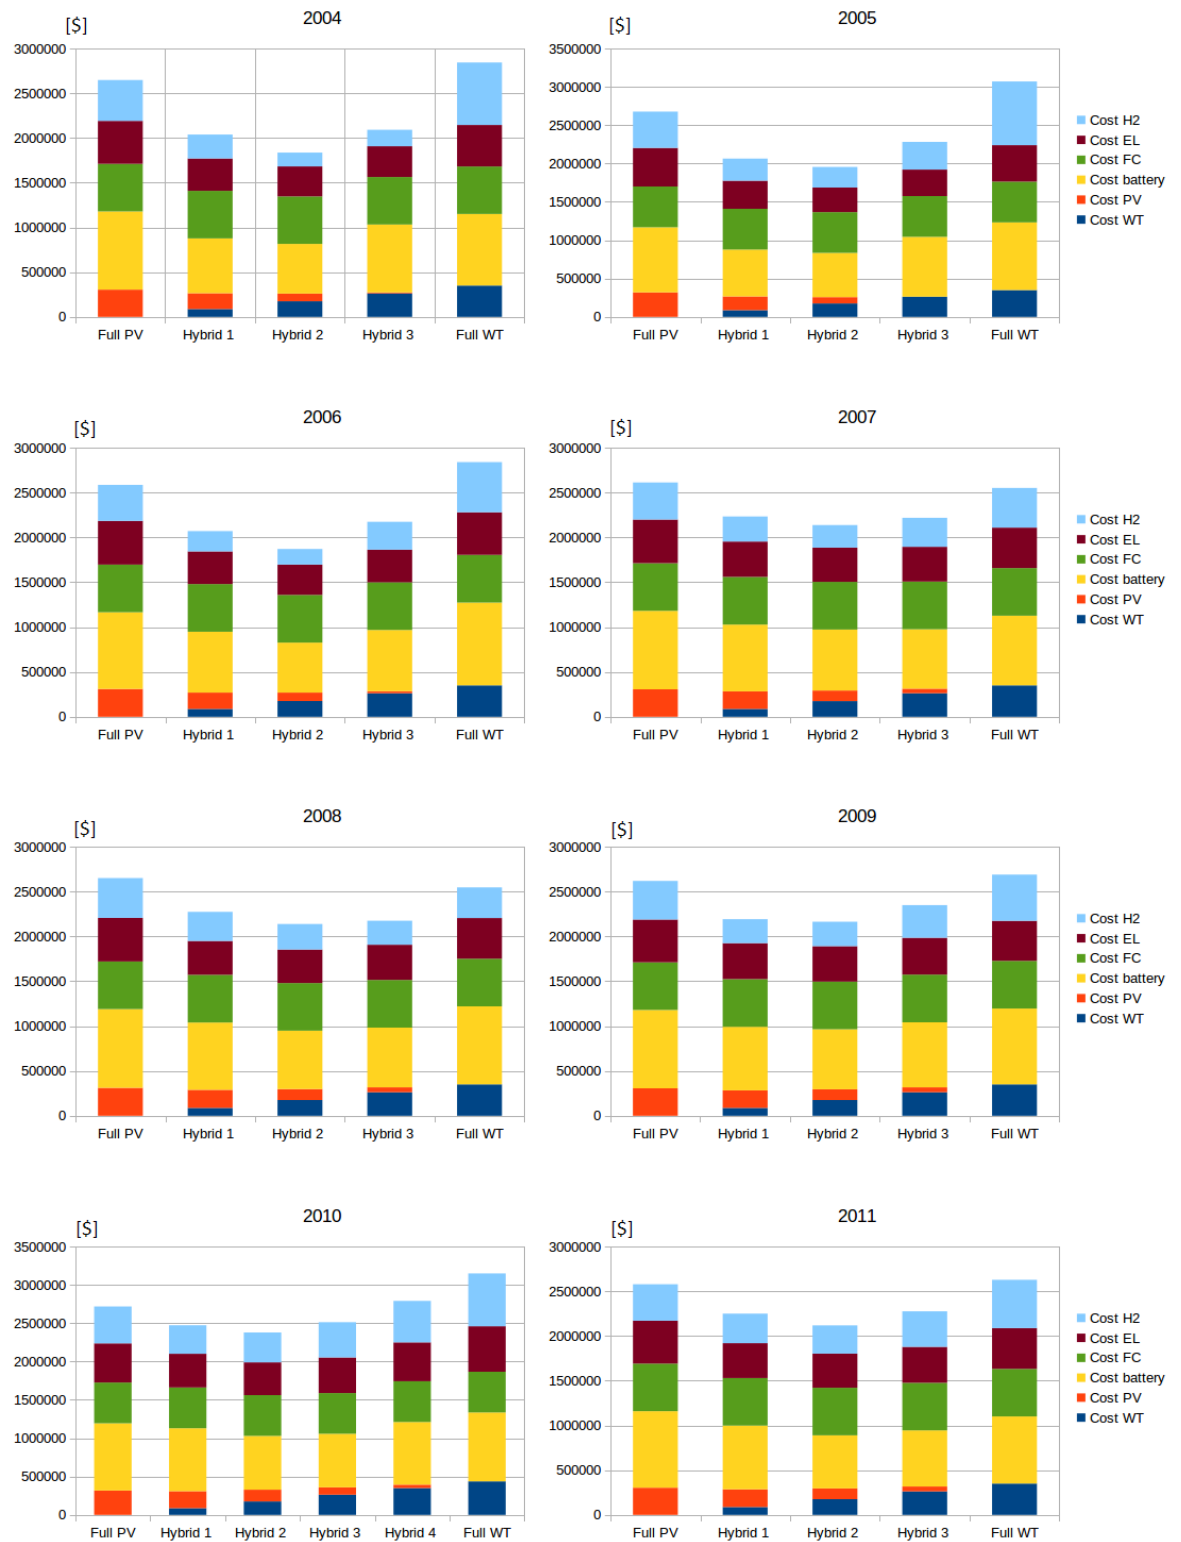 2004
[$]
3000000
2500000
2000000
1500000
1000000
500000
0
Full PV Hybrid 1 Hybrid 2 Hybrid 3 Full WT
2005
[$]
3500000
3000000
2500000
2000000
1500000
1000000
500000
0
Full PV Hybrid 1 Hybrid 2 Hybrid 3 Full WT
Cost H2
Cost EL
Cost FC
Cost battery
Cost PV
Cost WT
2006
[$]
3000000
2500000
2000000
1500000
1000000
500000
0
Full PV Hybrid 1 Hybrid 2 Hybrid 3 Full WT
2007
[$]
3000000
2500000
2000000
1500000
1000000
500000
0
Full PV Hybrid 1 Hybrid 2 Hybrid 3 Full WT
Cost H2
Cost EL
Cost FC
Cost battery
Cost PV
Cost WT
2008
[$]
3000000
2500000
2000000
1500000
1000000
500000
0
Full PV Hybrid 1 Hybrid 2 Hybrid 3 Full WT
2009
[$]
3000000
2500000
2000000
1500000
1000000
500000
0
Full PV Hybrid 1 Hybrid 2 Hybrid 3 Full WT
Cost H2
Cost EL
Cost FC
Cost battery
Cost PV
Cost WT
2010
[$]
3500000
3000000
2500000
2000000
1500000
1000000
500000
0
Full PV Hybrid 1 Hybrid 2 Hybrid 3 Hybrid 4 Full WT
2011
[$]
3000000
2500000
2000000
1500000
1000000
500000
0
Full PV Hybrid 1 Hybrid 2 Hybrid 3 Full WT
Cost H2
Cost EL
Cost FC
Cost battery
Cost PV
Cost WT